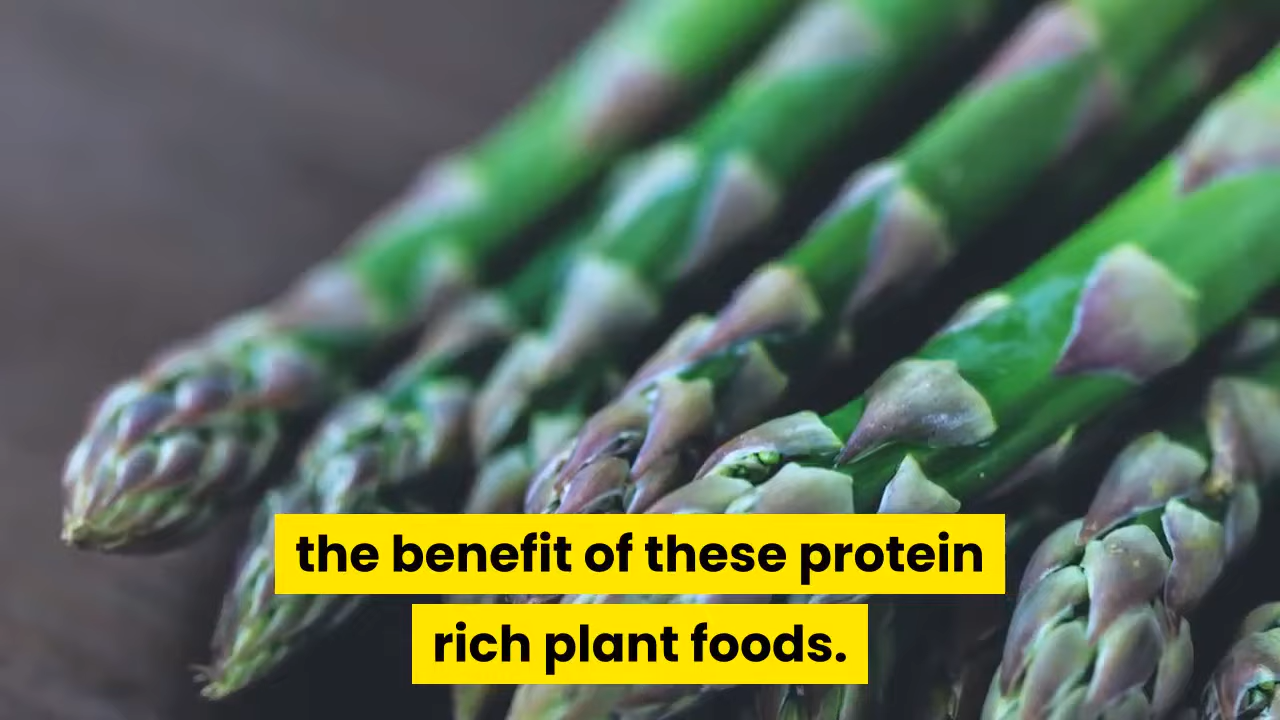 the benefit of these protein
rich plant foods.